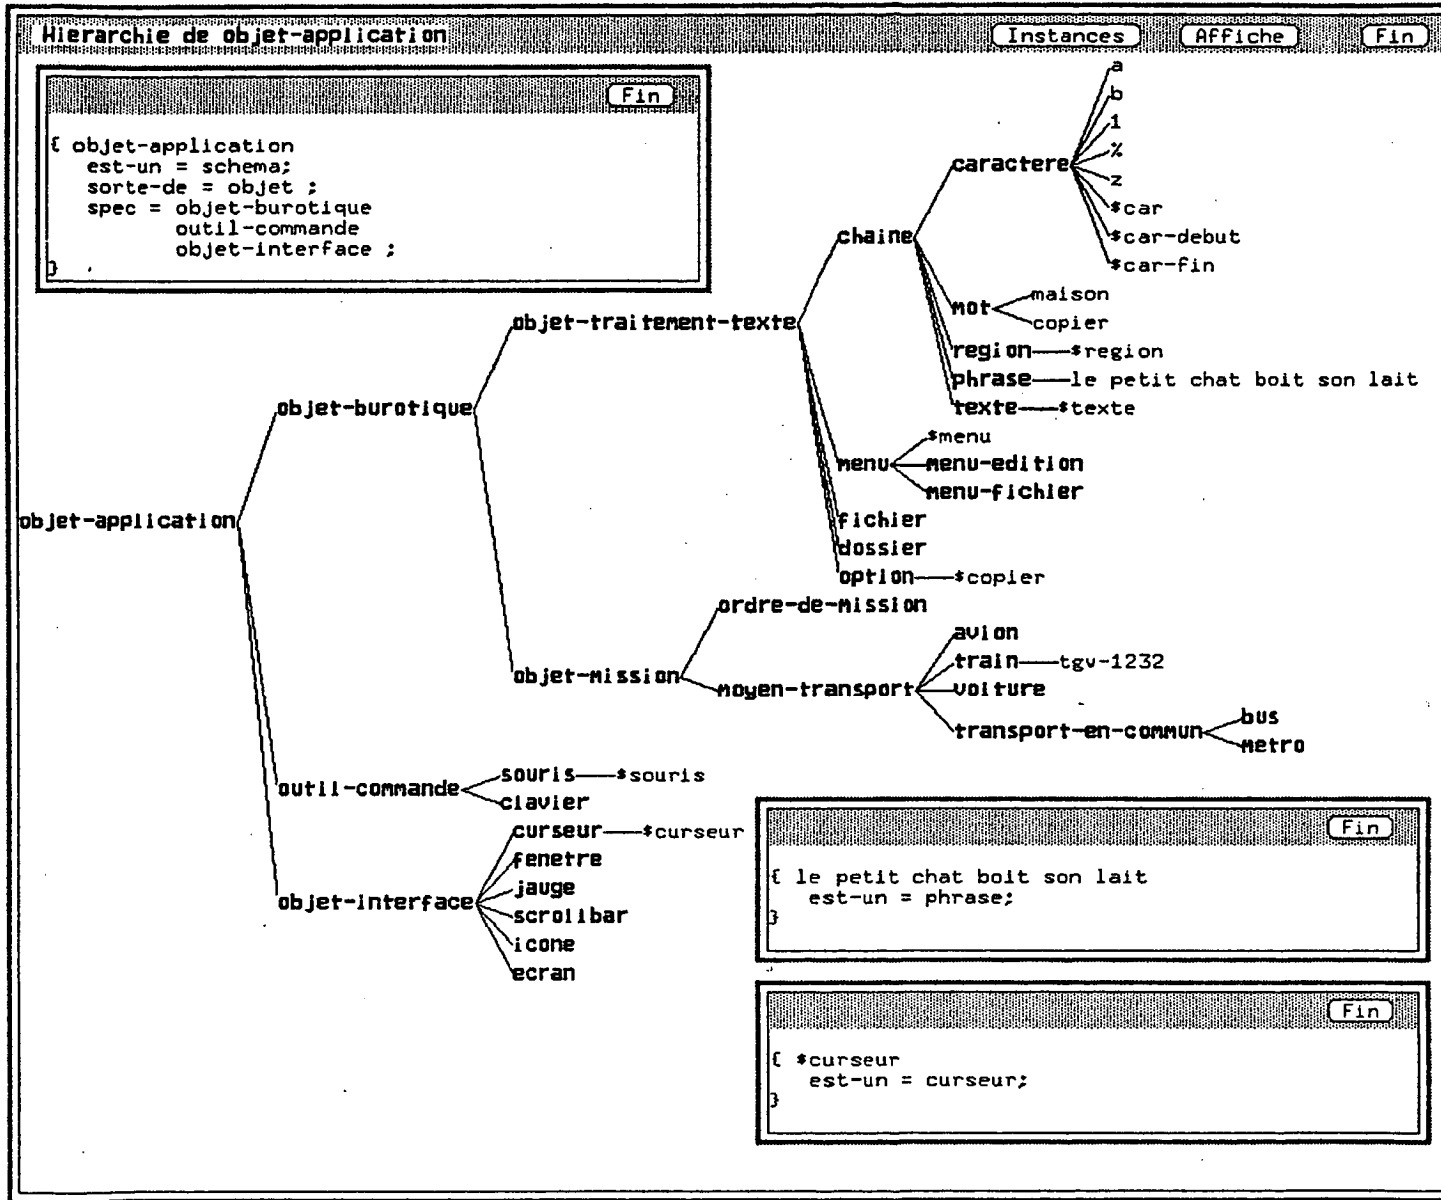 Hierarchie de objet-application
Instances
Affiche
Fin
Fin
{ objet-application
est-un = schema;
sorte-de = objet ;
spec = objet-burotique
outil-commande
objet-interface ;
}
a
b
1
%
z
$car
$car-debut
$car-fin
caractere
chaine
maison
mot
copier
objet-traitement-texte
region
$region
phrase
le petit chat boit son lait
texte
$texte
objet-burotique
$menu
menu
menu-edition
menu-fichier
objet-application
fichier
dossier
option
$copier
ordre-de-mission
avion
train
tgv-1232
objet-mission
moyen-transport
voiture
transport-en-commun
bus
metro
souris
$souris
outil-commande
clavier
curseur
$curseur
fenetre
jauge
objet-interface
scrollbar
icone
ecran
Fin
{ le petit chat boit son lait
est-un = phrase;
}
Fin
{ $curseur
est-un = curseur;
}